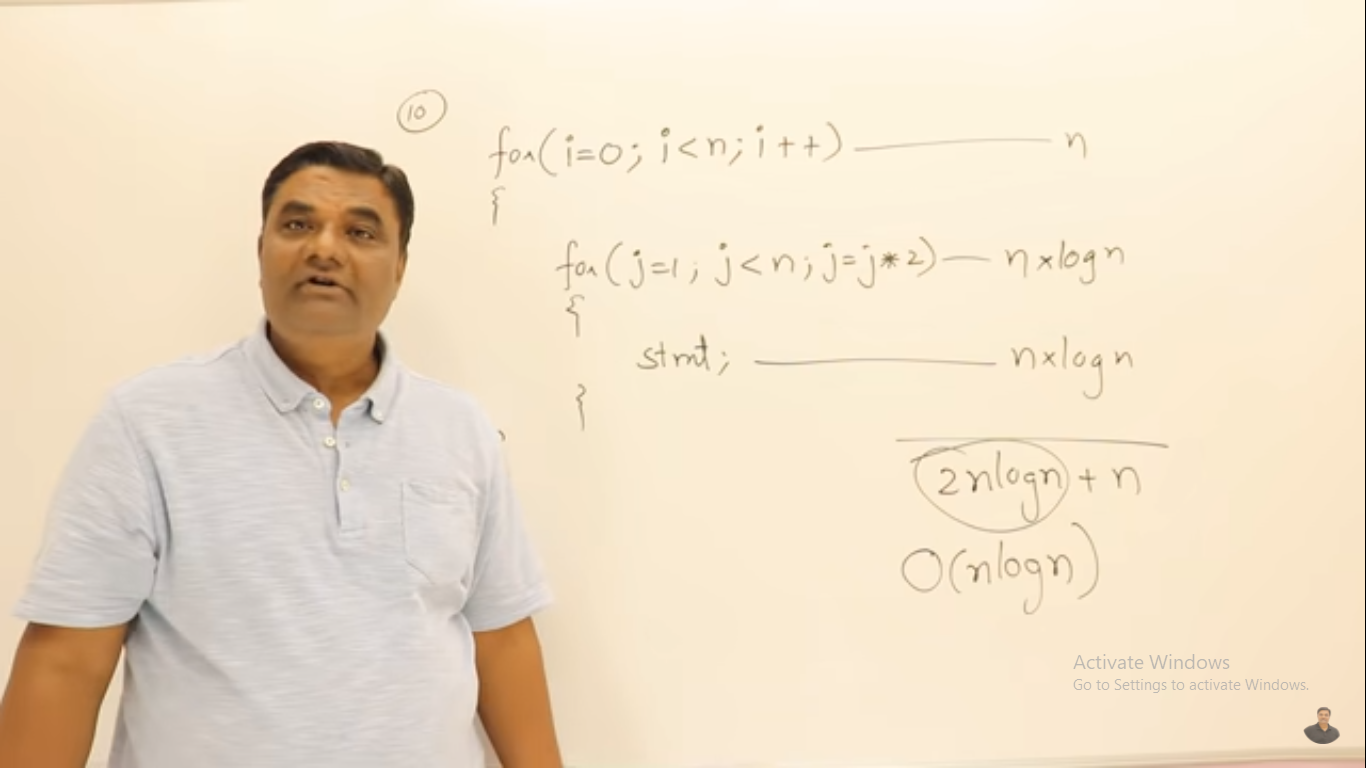 10
for(i=0; i<n; i++) ——— n
{
for(j=1; j<n; j=j*2) — n×logn
{
stmt; ——— n×logn
}
2nlogn + n
O(nlogn)
Activate Windows
Go to Settings to activate Windows.